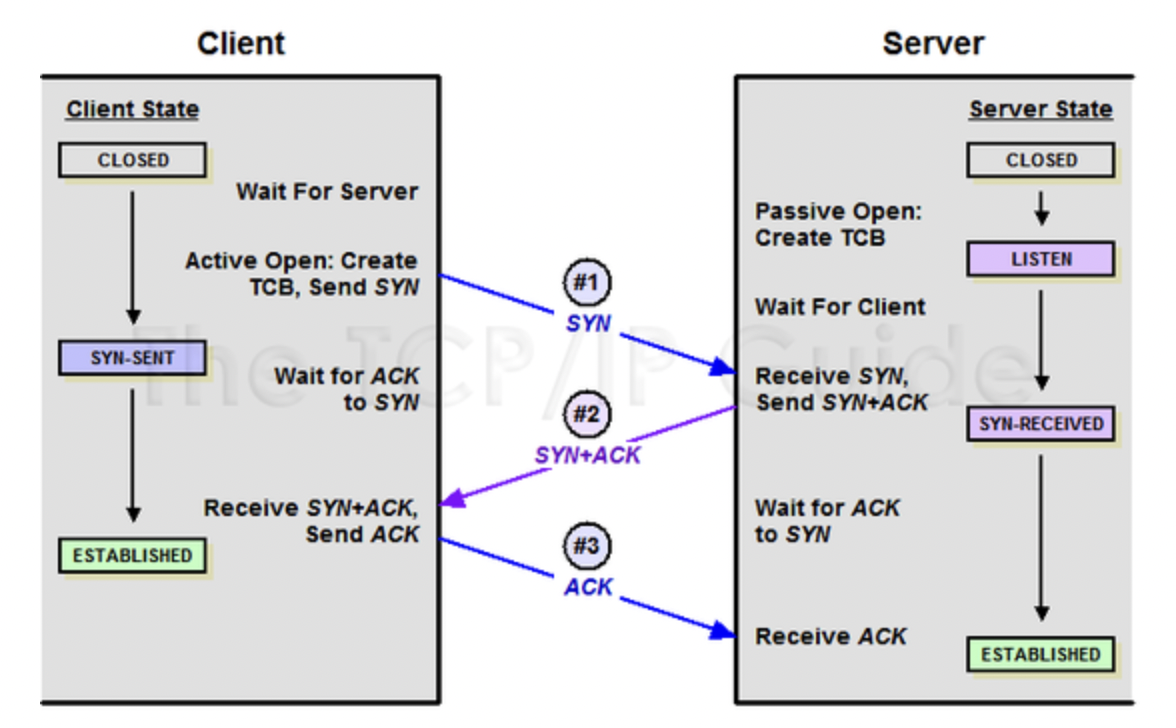 Client
Server
Client State
CLOSED
Wait For Server
Active Open: Create
TCB, Send SYN
SYN-SENT
Wait for ACK
to SYN
Receive SYN+ACK,
Send ACK
ESTABLISHED
#1
SYN
#2
SYN+ACK
#3
ACK
Server State
CLOSED
Passive Open:
Create TCB
LISTEN
Wait For Client
Receive SYN,
Send SYN+ACK
SYN-RECEIVED
Wait for ACK
to SYN
Receive ACK
ESTABLISHED
The TCP/IP Guide